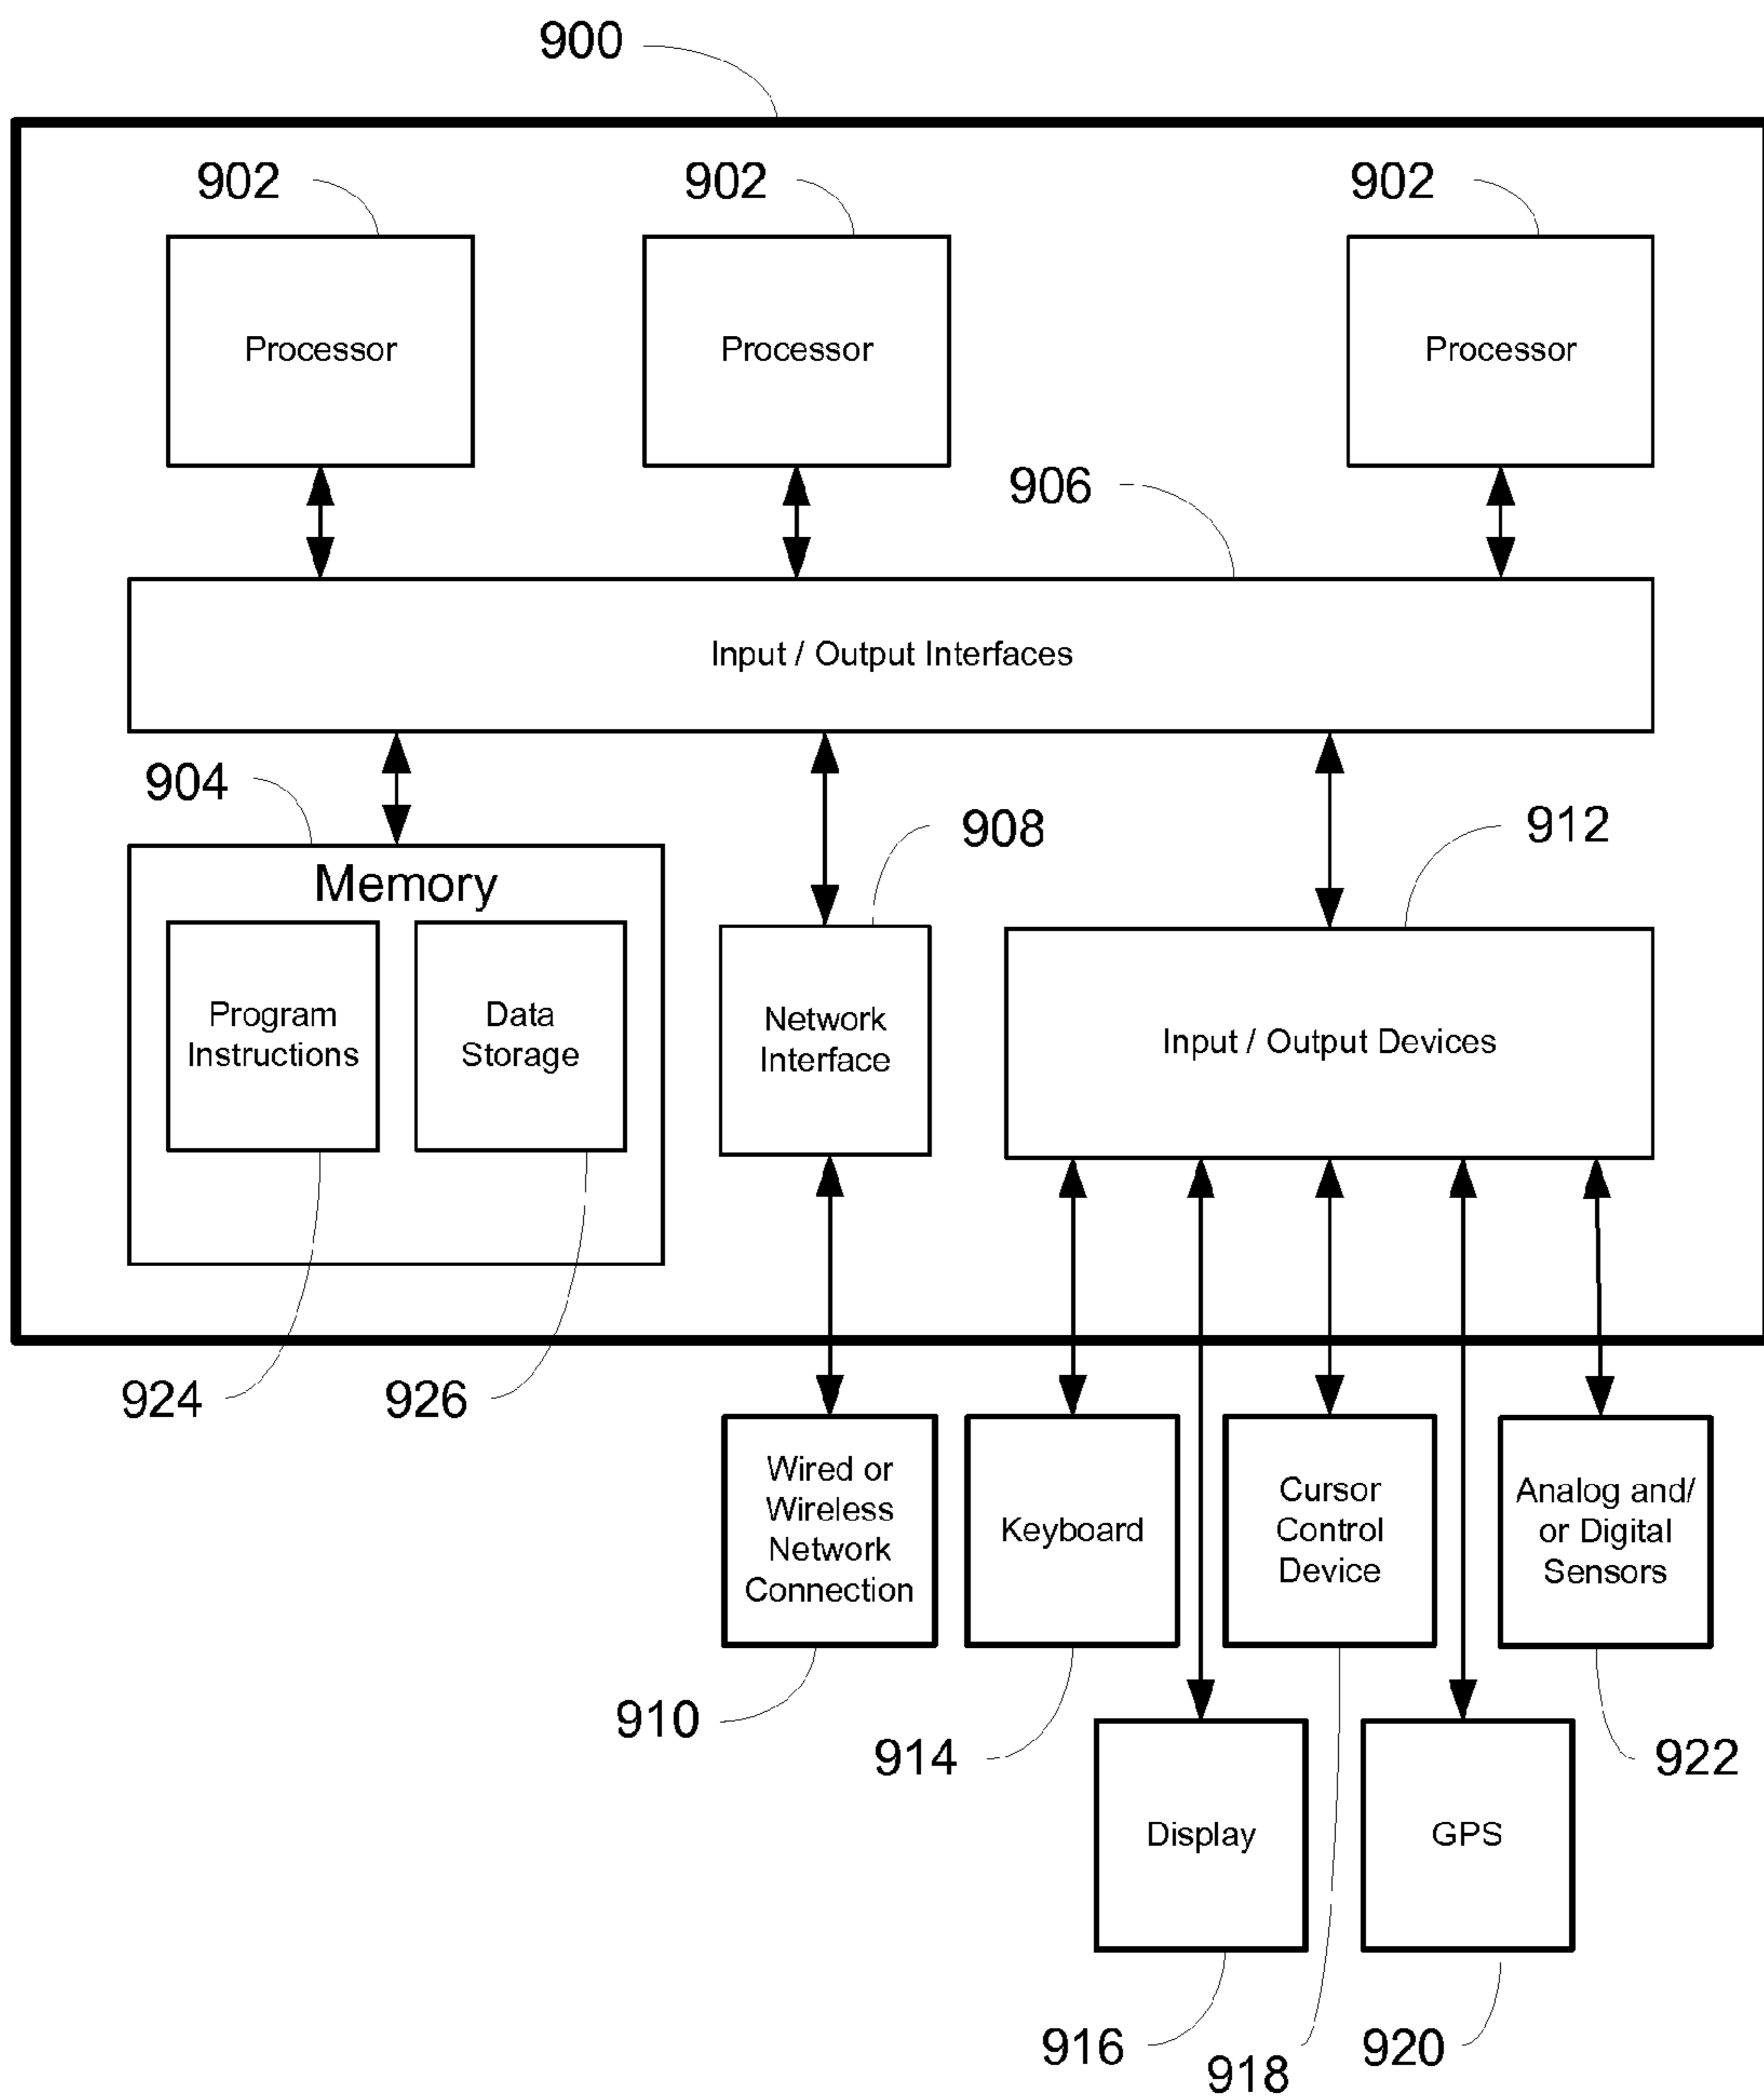 900
902
902
902
Processor
Processor
Processor
906
Input / Output Interfaces
904
908
912
Memory
Program
Instructions
Data
Storage
Network
Interface
Input / Output Devices
924
926
Wired or
Wireless
Network
Connection
Keyboard
Cursor
Control
Device
Analog and/
or Digital
Sensors
910
914
922
Display
GPS
916
918
920